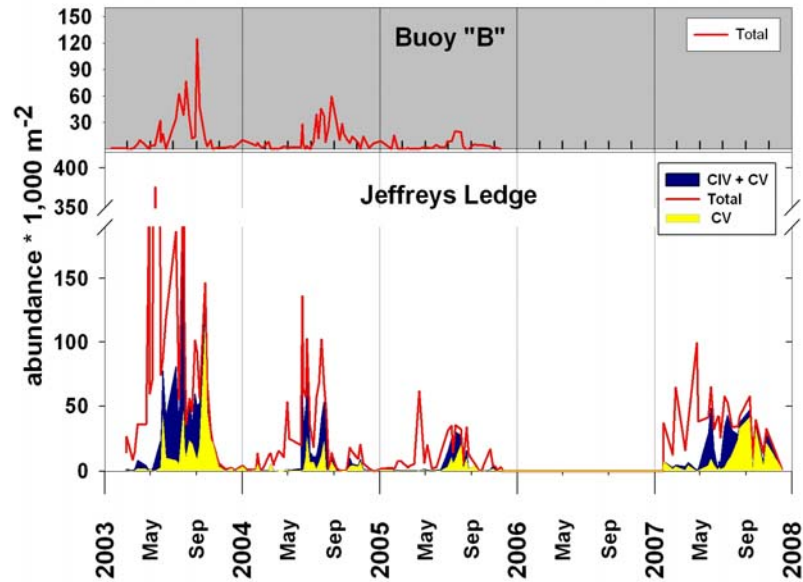 150
120
90
60
30
Buoy "B"
Total
400
350
150
100
50
0
abundance * 1,000 m-2
Jeffreys Ledge
CIV + CV
Total
CV
2003
May
Sep
2004
May
Sep
2005
May
Sep
2006
May
Sep
2007
May
Sep
2008